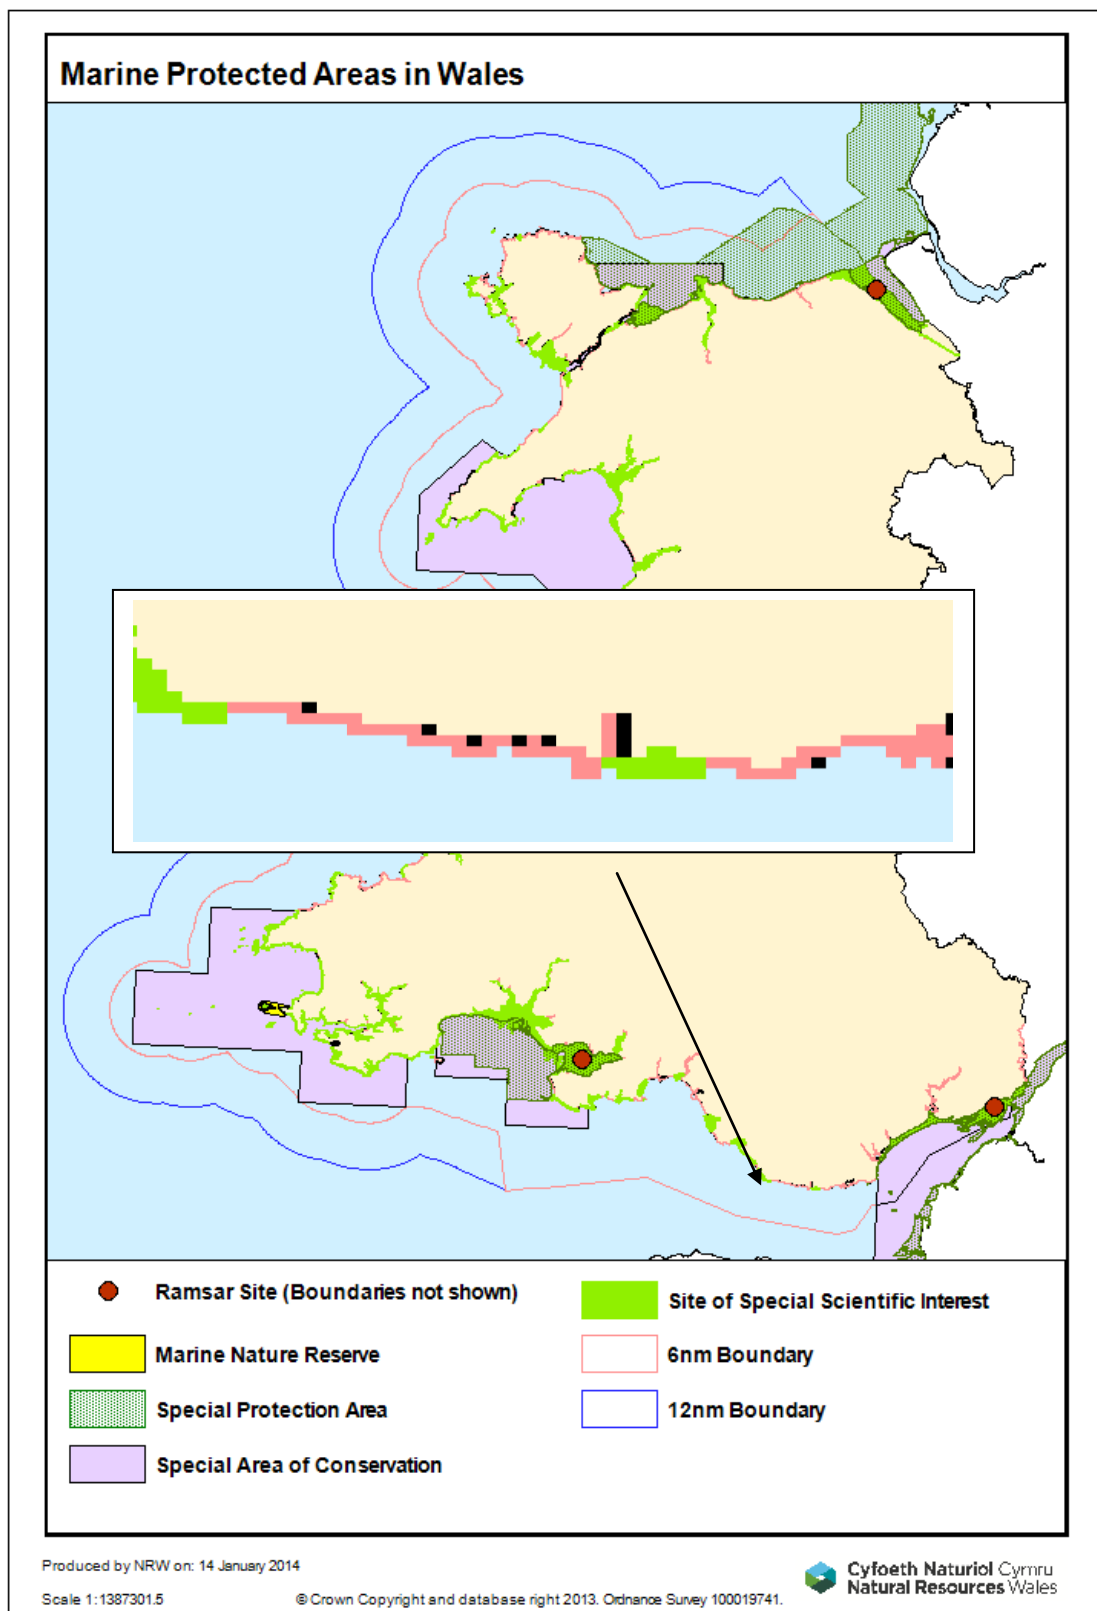 Marine Protected Areas in Wales
Ramsar Site (Boundaries not shown)
Marine Nature Reserve
Special Protection Area
Special Area of Conservation
Site of Special Scientific Interest
6nm Boundary
12nm Boundary
Produced by NRW on: 14 January 2014
Scale 1:1387301.5
© Crown Copyright and database right 2013. Ordnance Survey 100019741.
Cyfoeth Naturiol Cymru
Natural Resources Wales